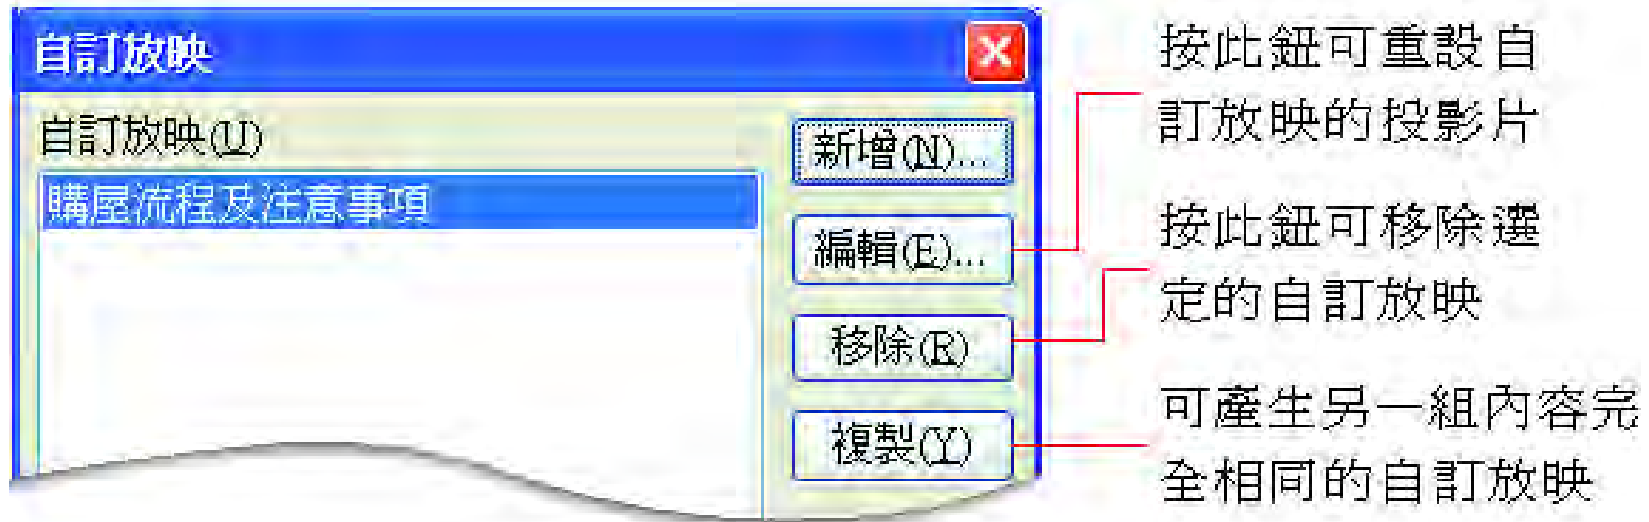 自訂放映
自訂放映(U)
購屋流程及注意事項
新增(N)...
編輯(E)...
移除(R)
複製(Y)
按此鈕可重設自
訂放映的投影片
按此鈕可移除選
定的自訂放映
可產生另一組內容完
全相同的自訂放映